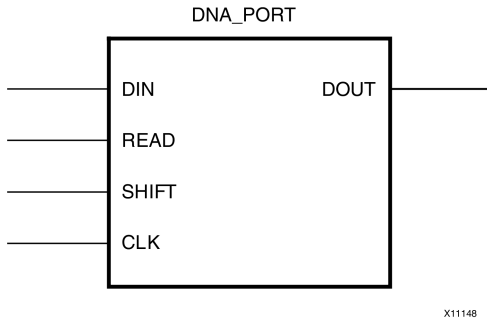 DNA_PORT
DIN DOUT
READ
SHIFT
CLK
X11148